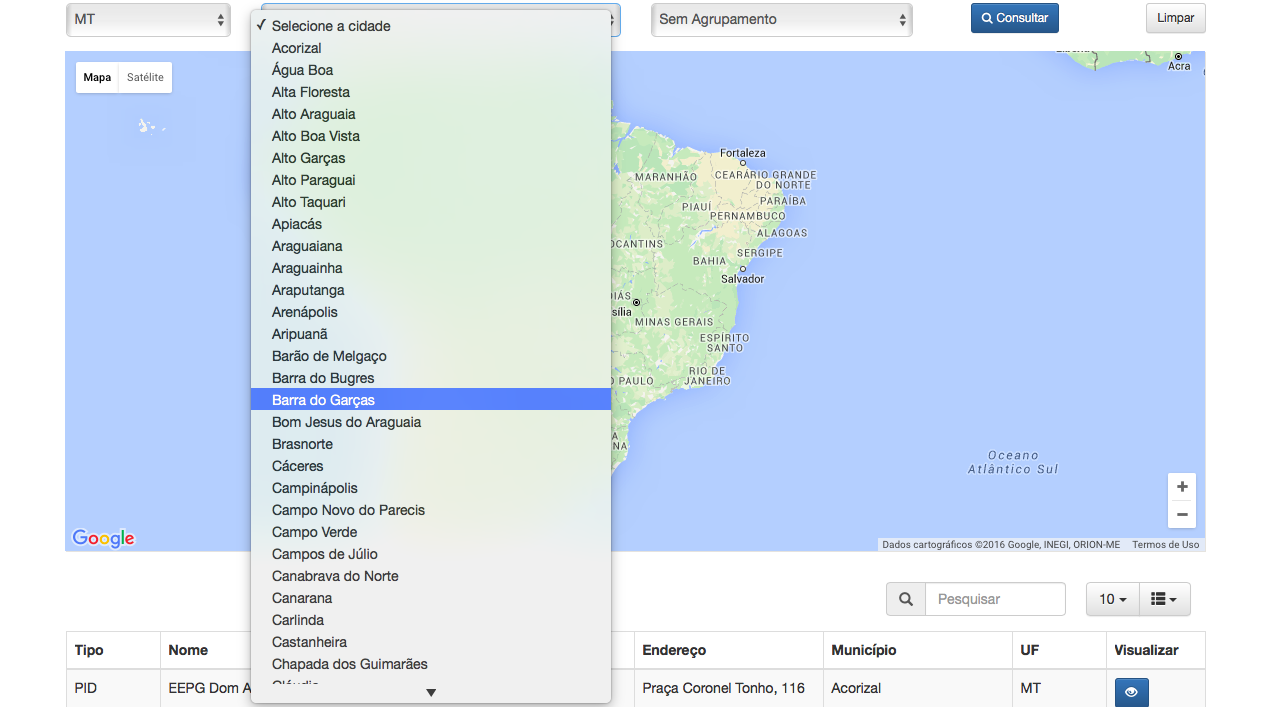 MT
Sem Agrupamento
Consultar
Limpar
✓ Selecione a cidade
Acorizal
Água Boa
Alta Floresta
Alto Araguaia
Alto Boa Vista
Alto Garças
Alto Paraguai
Alto Taquari
Apiacás
Araguaiana
Araguainha
Araputanga
Arenápolis
Aripuanã
Barão de Melgaço
Barra do Bugres
Barra do Garças
Bom Jesus do Araguaia
Brasnorte
Cáceres
Campinápolis
Campo Novo do Parecis
Campo Verde
Campos de Júlio
Canabrava do Norte
Canarana
Carlinda
Castanheira
Chapada dos Guimarães
Mapa
Satélite
Acra
Fortaleza
MARANHÃO
CEARÁ
RIO GRANDE
DO NORTE
PARAÍBA
PIAUÍ
PERNAMBUCO
ALAGOAS
OCANTINS
SERGIPE
BAHIA
Salvador
IÁS
sília
MINAS GERAIS
ESPÍRITO
SANTO
RIO DE
JANEIRO
PAULO
NA
Oceano
Atlântico Sul
+
−
Google
Dados cartográficos ©2016 Google, INEGI, ORION-ME
Termos de Uso
Pesquisar
10
Tipo Nome Endereço Município UF Visualizar
PID EEPG Dom A Praça Coronel Tonho, 116 Acorizal MT